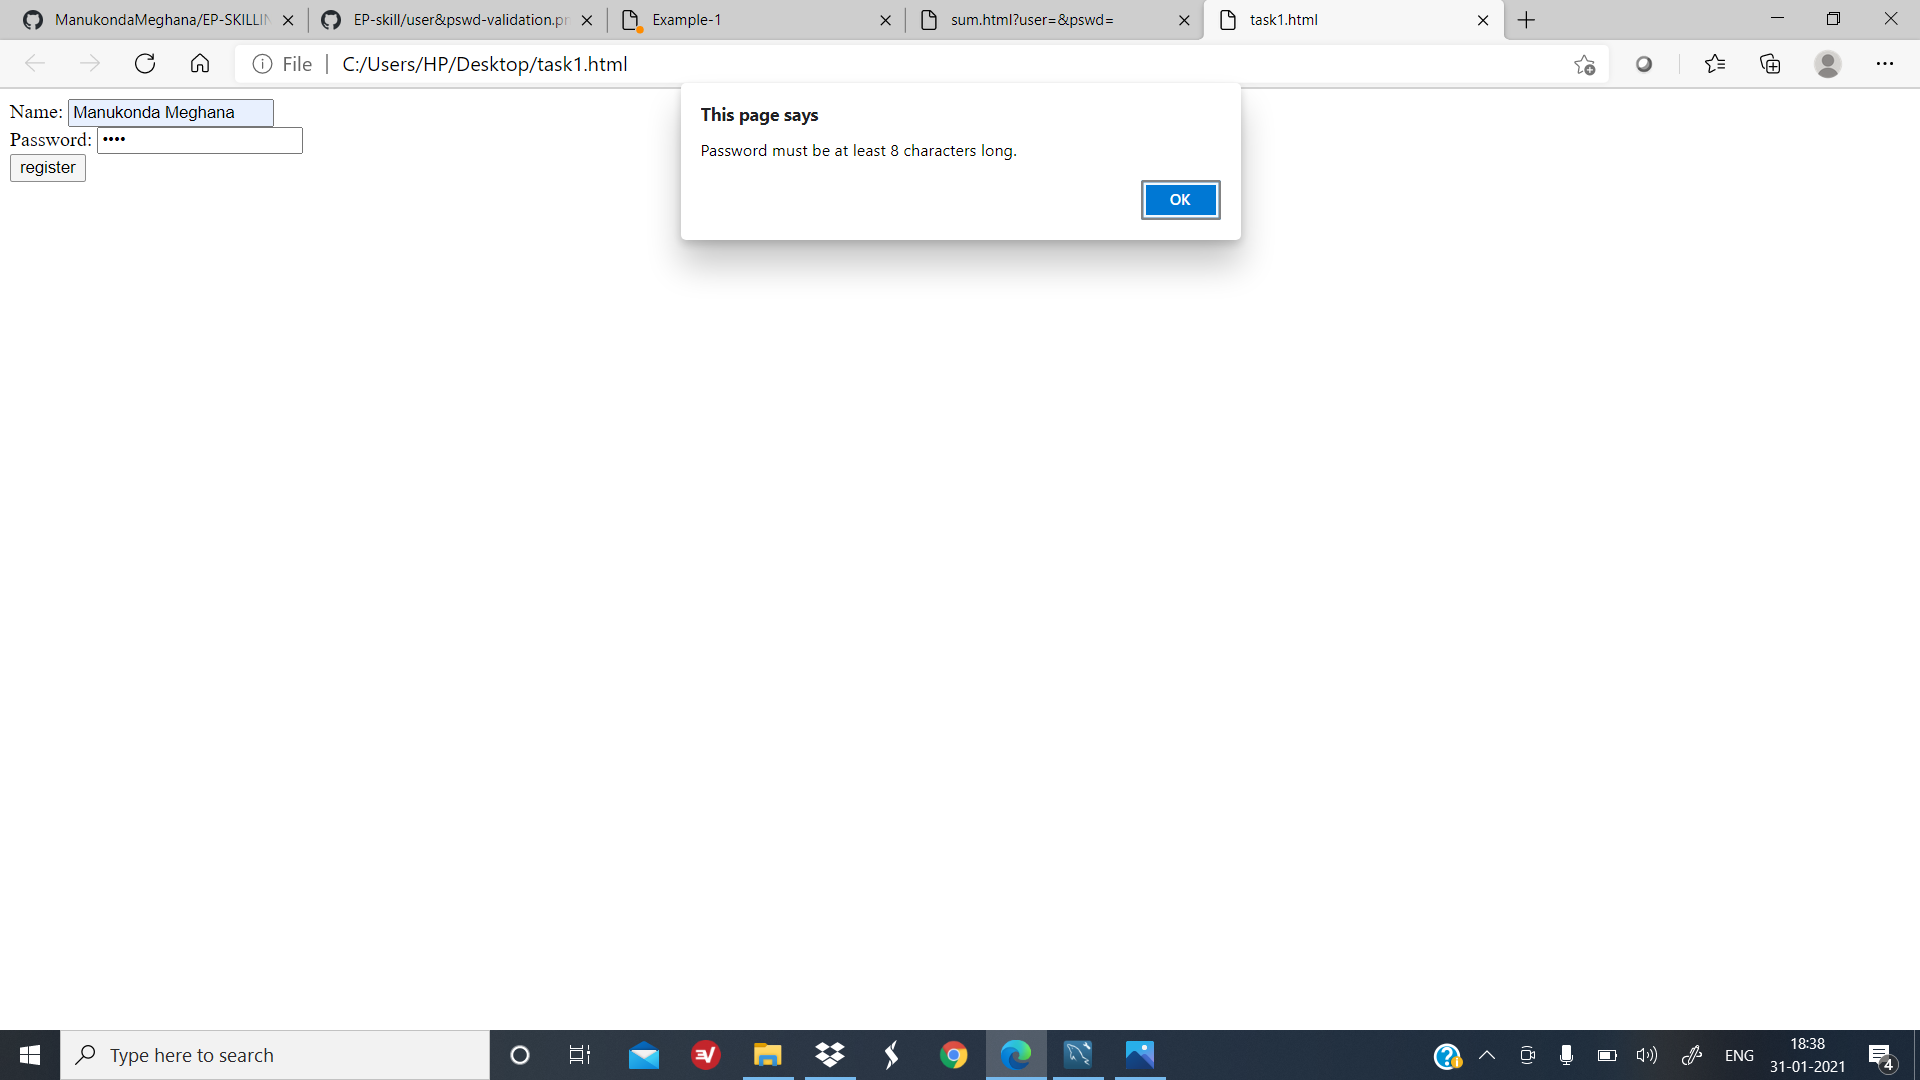 ManukondaMeghana/EP-SKILLIN
EP-skill/user&pswd-validation.pn
Example-1
sum.html?user=&pswd=
task1.html
File
C:/Users/HP/Desktop/task1.html
Name: Manukonda Meghana
Password: ••••
register
This page says
Password must be at least 8 characters long.
OK
Type here to search
ENG
18:38
31-01-2021
4